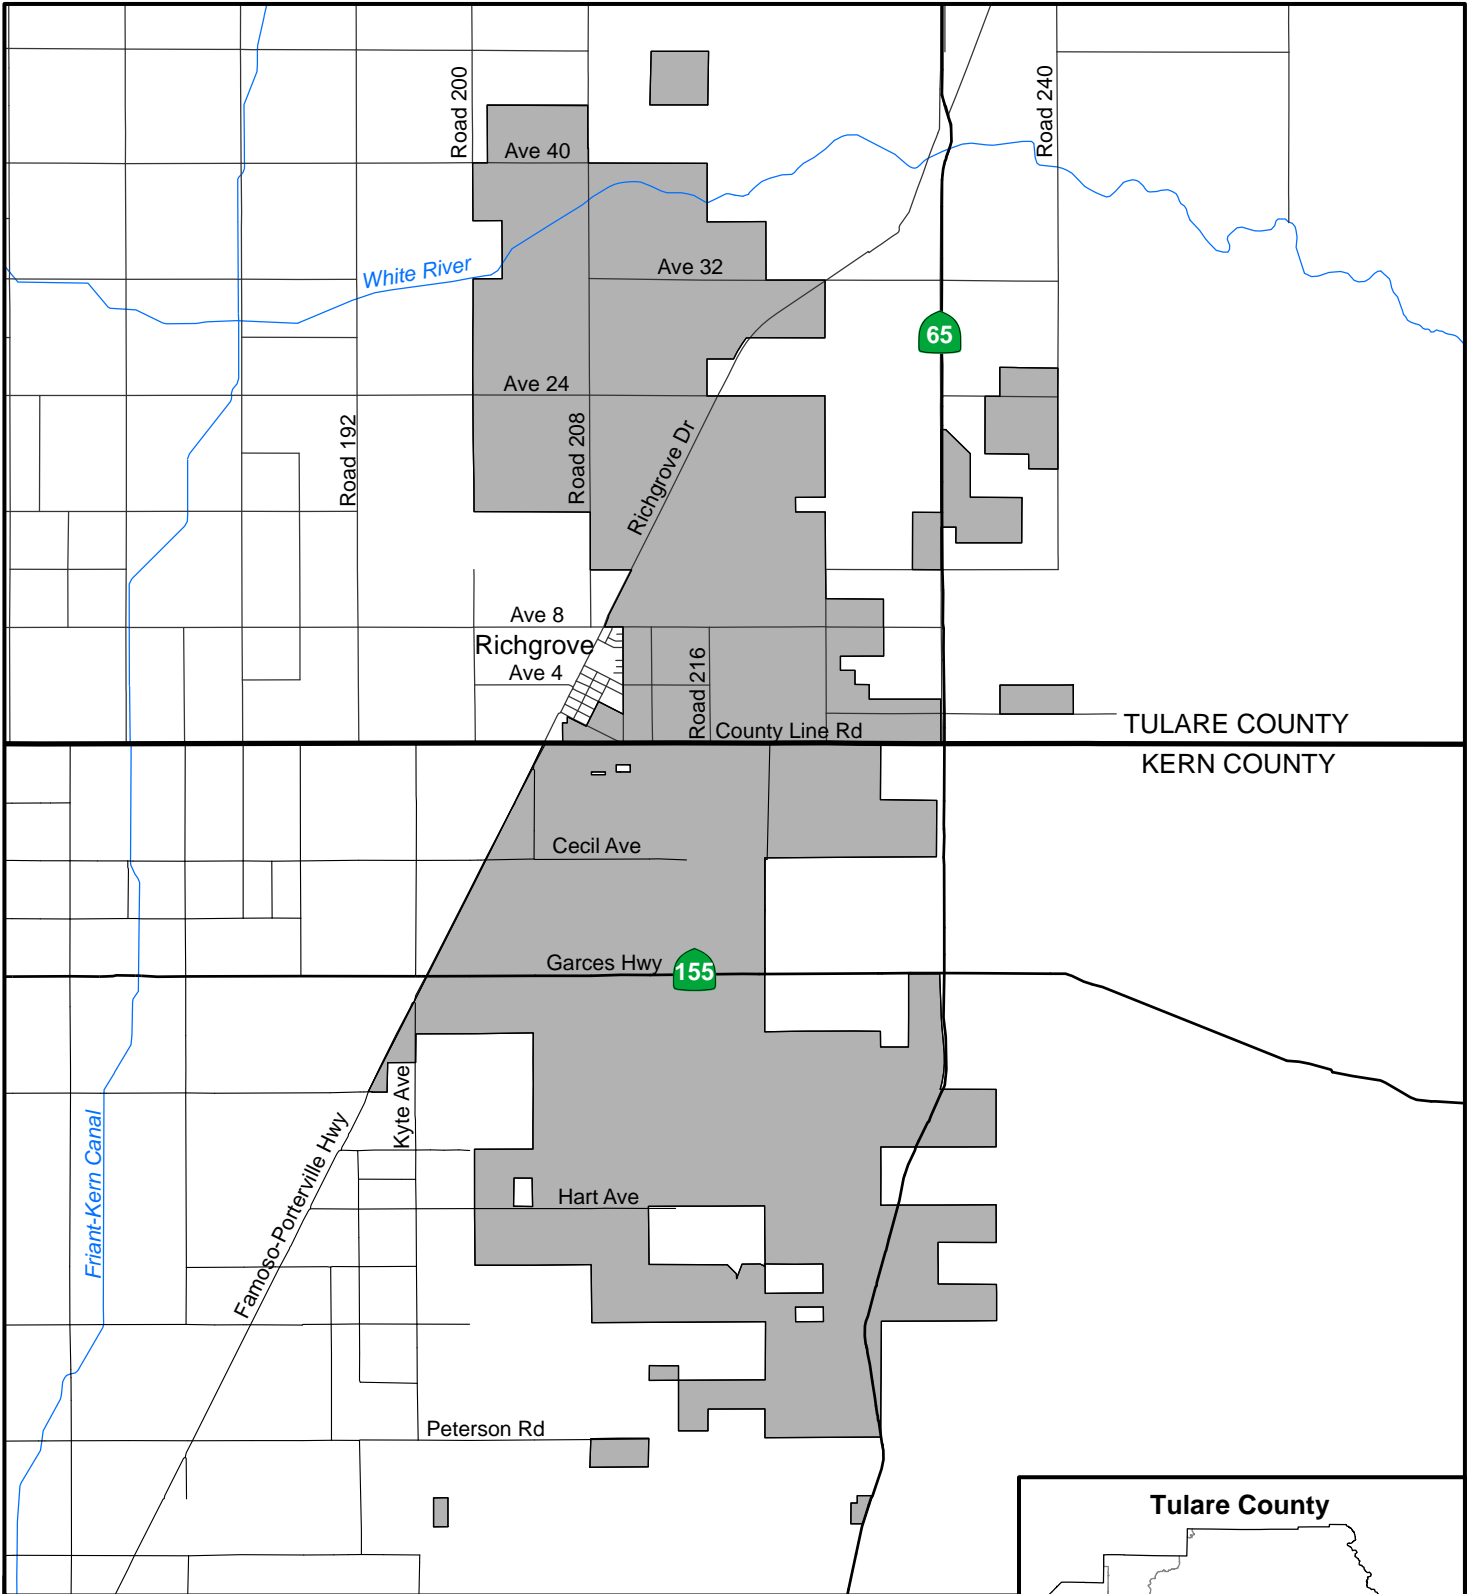 Road 200
Road 240
Ave 40
White River
Ave 32
65
Ave 24
Road 192
Road 208
Richgrove Dr
Ave 8
Richgrove
Ave 4
Road 216
County Line Rd
TULARE COUNTY
KERN COUNTY
Cecil Ave
Garces Hwy
155
Kyte Ave
Friant-Kern Canal
Famoso-Porterville Hwy
Hart Ave
Peterson Rd
Tulare County